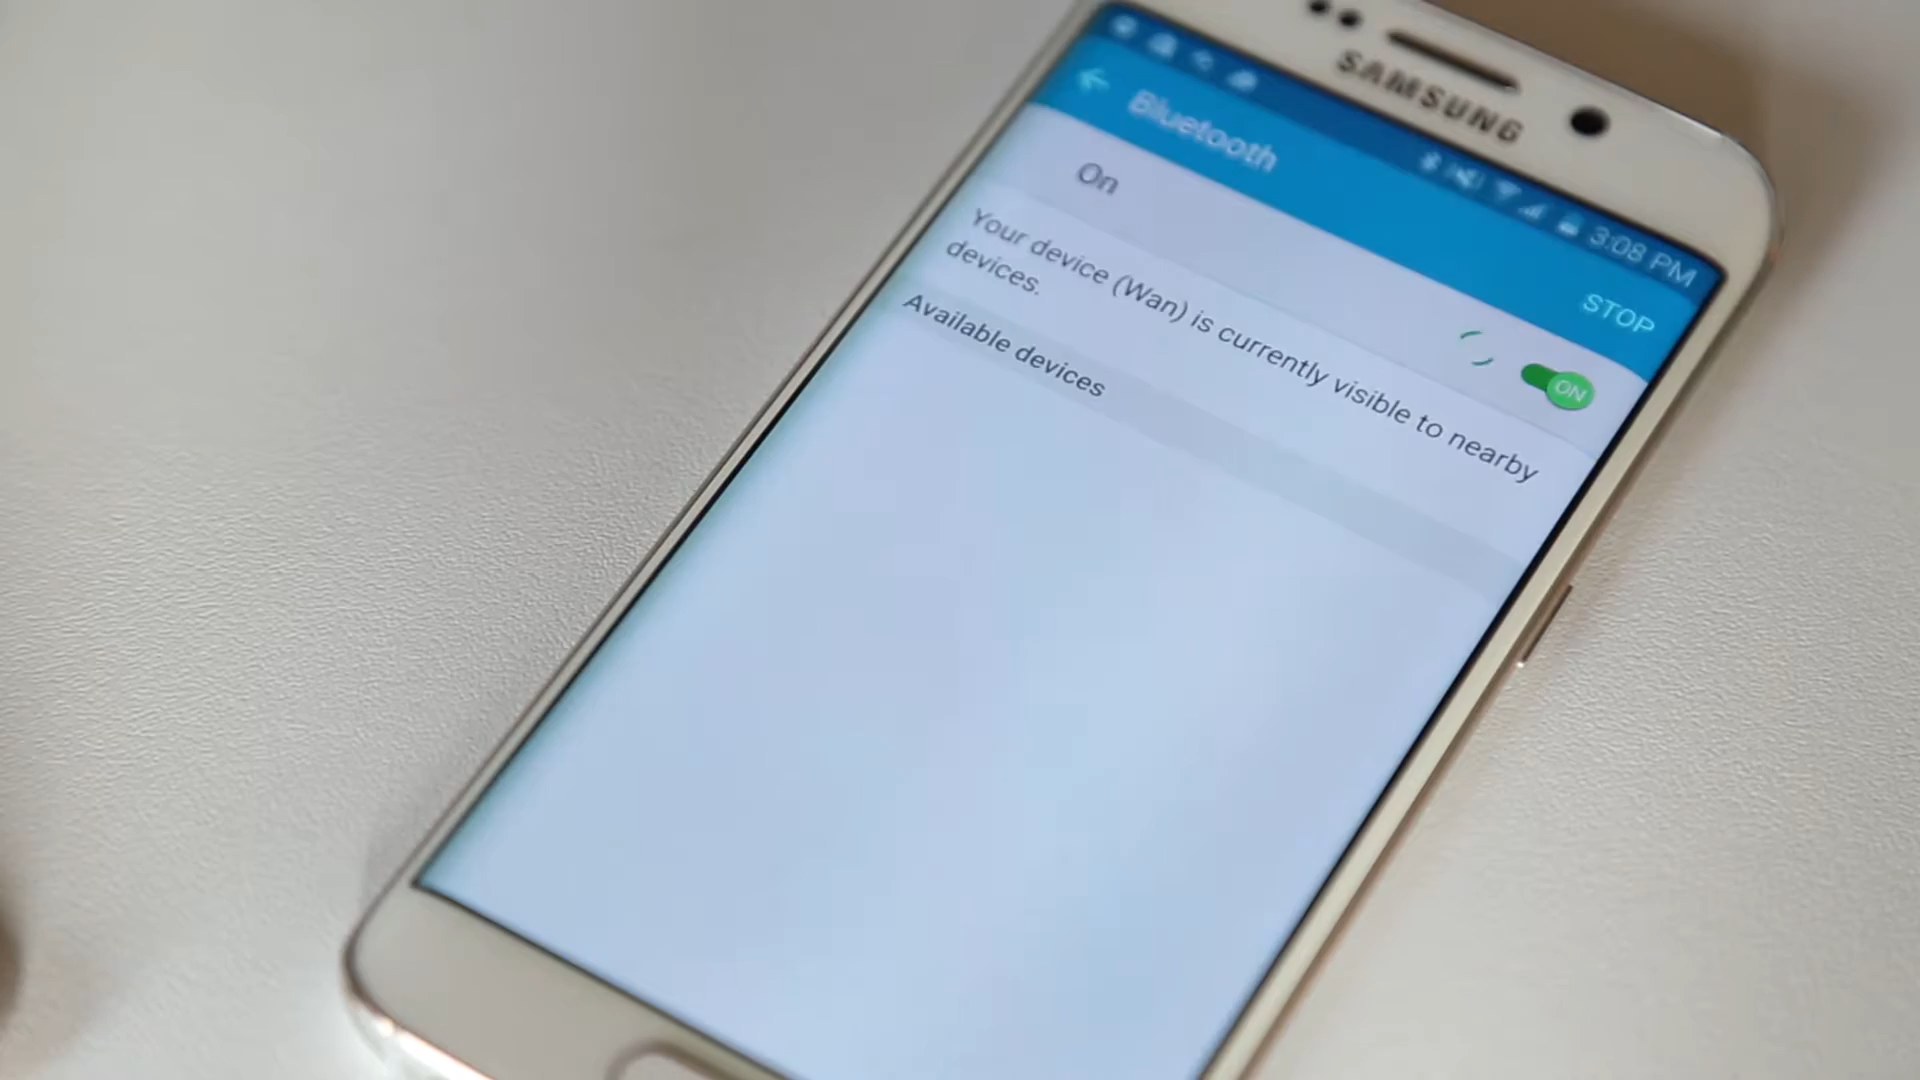 SAMSUNG
3:08 PM
Bluetooth
STOP
On
ON
Your device (Wan) is currently visible to nearby
devices.
Available devices